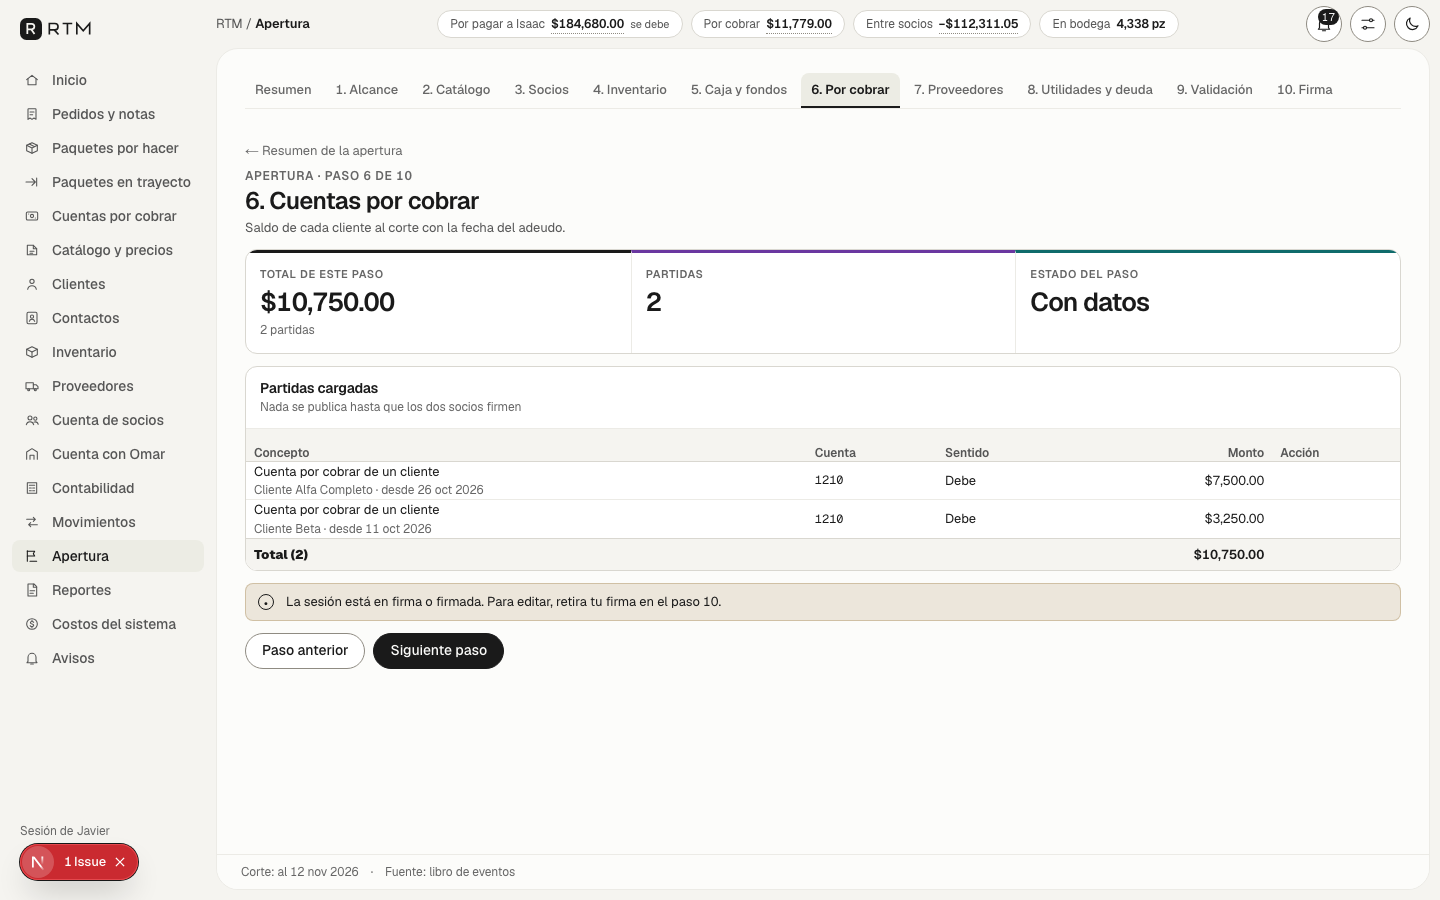 R RTM
RTM / Apertura
Por pagar a Isaac $184,680.00 se debe
Por cobrar $11,779.00
Entre socios −$112,311.05
En bodega 4,338 pz
17
Inicio
Pedidos y notas
Paquetes por hacer
Paquetes en trayecto
Cuentas por cobrar
Catálogo y precios
Clientes
Contactos
Inventario
Proveedores
Cuenta de socios
Cuenta con Omar
Contabilidad
Movimientos
Apertura
Reportes
Costos del sistema
Avisos
Sesión de Javier
N 1 Issue
Resumen
1. Alcance
2. Catálogo
3. Socios
4. Inventario
5. Caja y fondos
6. Por cobrar
7. Proveedores
8. Utilidades y deuda
9. Validación
10. Firma
← Resumen de la apertura
APERTURA · PASO 6 DE 10
6. Cuentas por cobrar
Saldo de cada cliente al corte con la fecha del adeudo.
TOTAL DE ESTE PASO
$10,750.00
2 partidas
PARTIDAS
2
ESTADO DEL PASO
Con datos
Partidas cargadas
Nada se publica hasta que los dos socios firmen
Concepto Cuenta Sentido Monto Acción
Cuenta por cobrar de un cliente 1210 Debe $7,500.00
Cliente Alfa Completo · desde 26 oct 2026
Cuenta por cobrar de un cliente 1210 Debe $3,250.00
Cliente Beta · desde 11 oct 2026
Total (2) $10,750.00
La sesión está en firma o firmada. Para editar, retira tu firma en el paso 10.
Paso anterior
Siguiente paso
Corte: al 12 nov 2026 · Fuente: libro de eventos